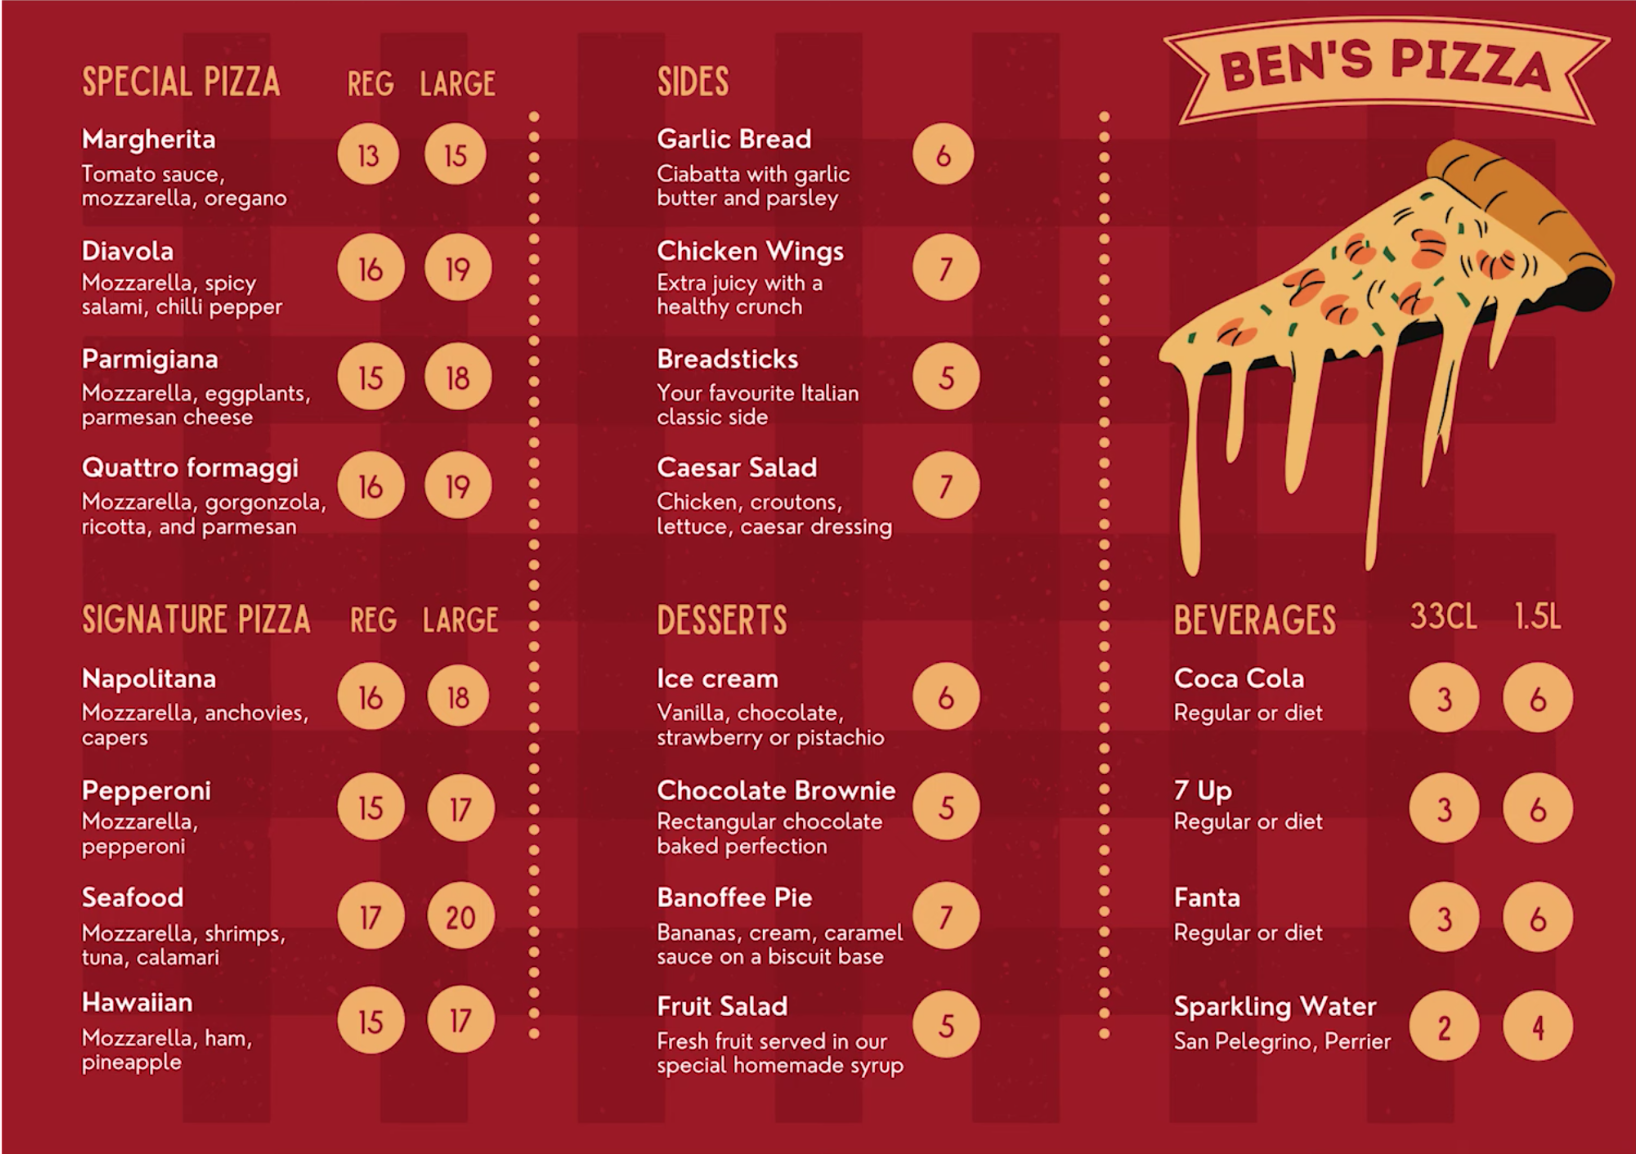 BEN'S PIZZA
SPECIAL PIZZA REG LARGE
Margherita 13 15
Tomato sauce,
mozzarella, oregano
Diavola 16 19
Mozzarella, spicy
salami, chilli pepper
Parmigiana 15 18
Mozzarella, eggplants,
parmesan cheese
Quattro formaggi 16 19
Mozzarella, gorgonzola,
ricotta, and parmesan
SIGNATURE PIZZA REG LARGE
Napolitana 16 18
Mozzarella, anchovies,
capers
Pepperoni 15 17
Mozzarella,
pepperoni
Seafood 17 20
Mozzarella, shrimps,
tuna, calamari
Hawaiian 15 17
Mozzarella, ham,
pineapple
SIDES
Garlic Bread 6
Ciabatta with garlic
butter and parsley
Chicken Wings 7
Extra juicy with a
healthy crunch
Breadsticks 5
Your favourite Italian
classic side
Caesar Salad 7
Chicken, croutons,
lettuce, caesar dressing
DESSERTS
Ice cream 6
Vanilla, chocolate,
strawberry or pistachio
Chocolate Brownie 5
Rectangular chocolate
baked perfection
Banoffee Pie 7
Bananas, cream, caramel
sauce on a biscuit base
Fruit Salad 5
Fresh fruit served in our
special homemade syrup
BEVERAGES 33CL 1.5L
Coca Cola 3 6
Regular or diet
7 Up 3 6
Regular or diet
Fanta 3 6
Regular or diet
Sparkling Water 2 4
San Pelegrino, Perrier